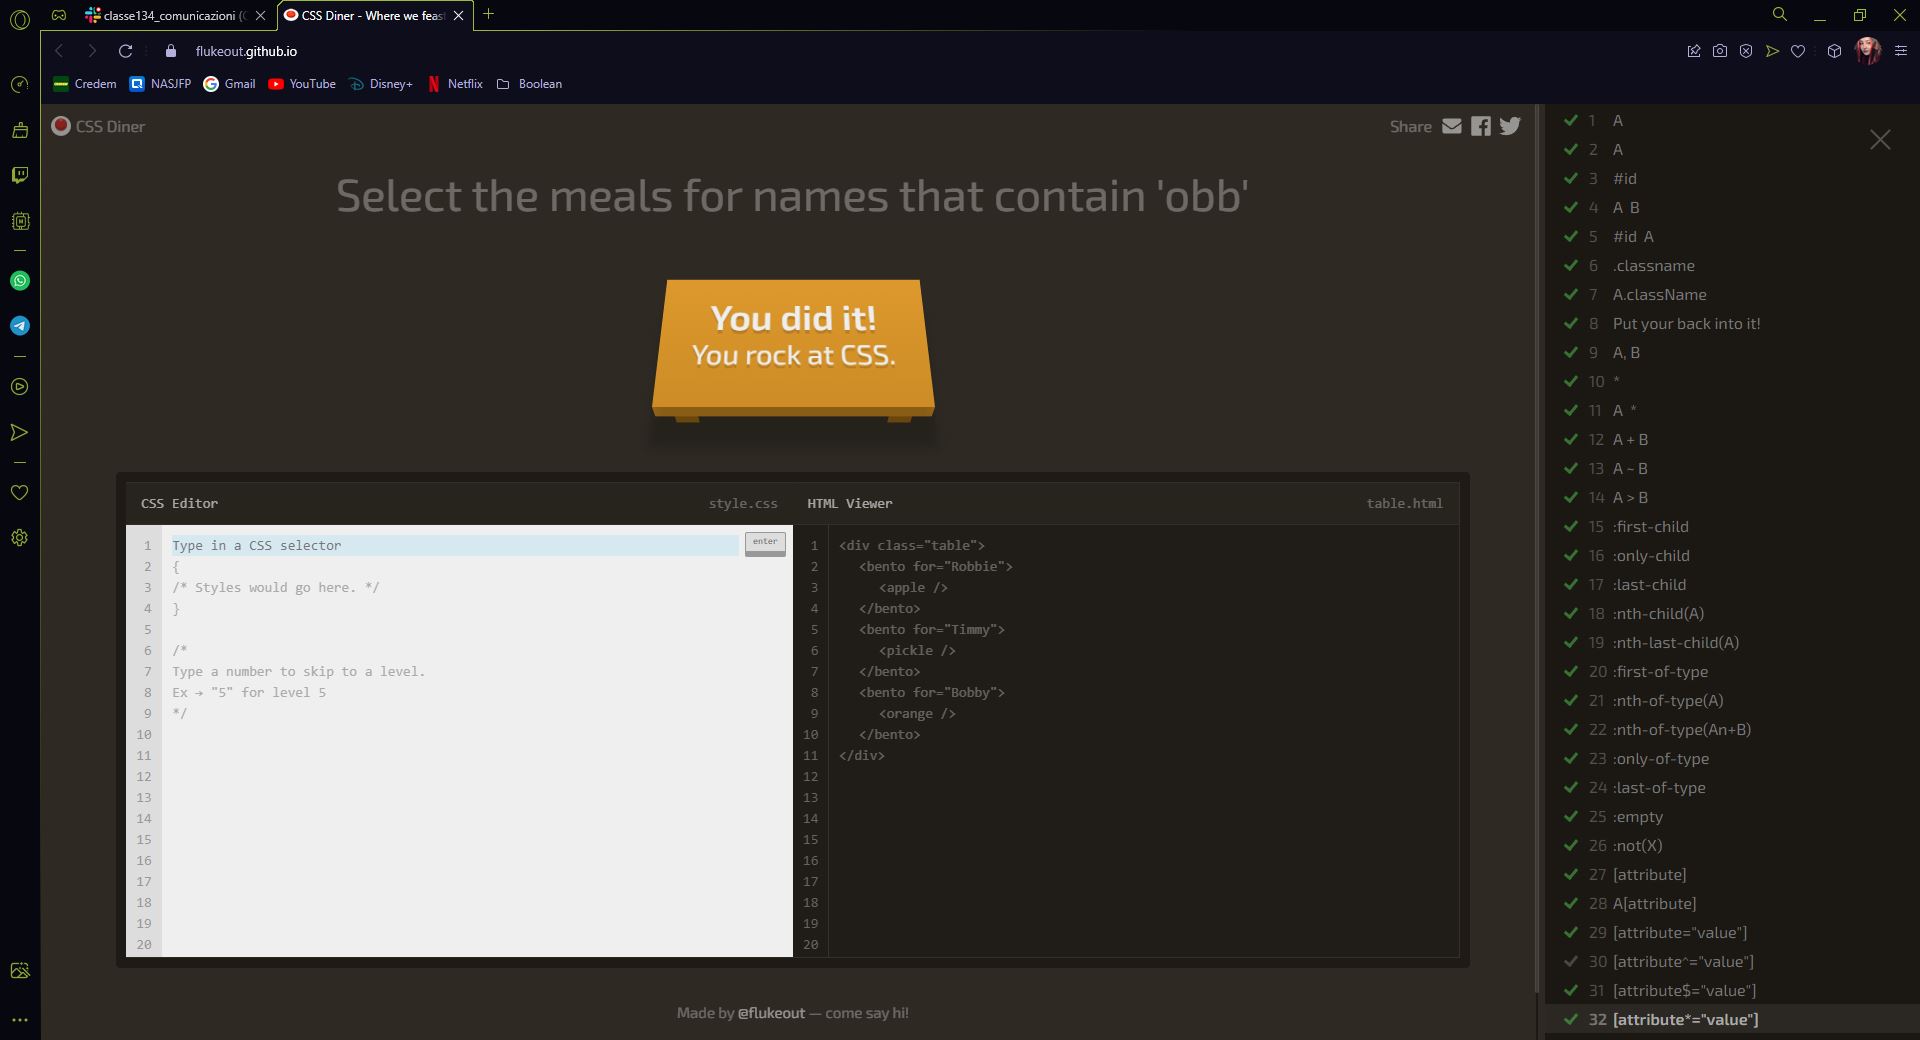 classe134_comunicazioni (C
CSS Diner - Where we feas
flukeout.github.io
Credem
NASJFP
Gmail
YouTube
Disney+
Netflix
Boolean
CSS Diner
Share
Select the meals for names that contain 'obb'
You did it!
You rock at CSS.
CSS Editor
style.css
1 Type in a CSS selector
enter
2 {
3 /* Styles would go here. */
4 }
5
6 /*
7 Type a number to skip to a level.
8 Ex → "5" for level 5
9 */
10
11
12
13
14
15
16
17
18
19
20
HTML Viewer
table.html
1 <div class="table">
2 <bento for="Robbie">
3 <apple />
4 </bento>
5 <bento for="Timmy">
6 <pickle />
7 </bento>
8 <bento for="Bobby">
9 <orange />
10 </bento>
11 </div>
12
13
14
15
16
17
18
19
20
Made by @flukeout — come say hi!
1 A
2 A
3 #id
4 A B
5 #id A
6 .classname
7 A.className
8 Put your back into it!
9 A, B
10 *
11 A *
12 A + B
13 A ~ B
14 A > B
15 :first-child
16 :only-child
17 :last-child
18 :nth-child(A)
19 :nth-last-child(A)
20 :first-of-type
21 :nth-of-type(A)
22 :nth-of-type(An+B)
23 :only-of-type
24 :last-of-type
25 :empty
26 :not(X)
27 [attribute]
28 A[attribute]
29 [attribute="value"]
30 [attribute^="value"]
31 [attribute$="value"]
32 [attribute*="value"]